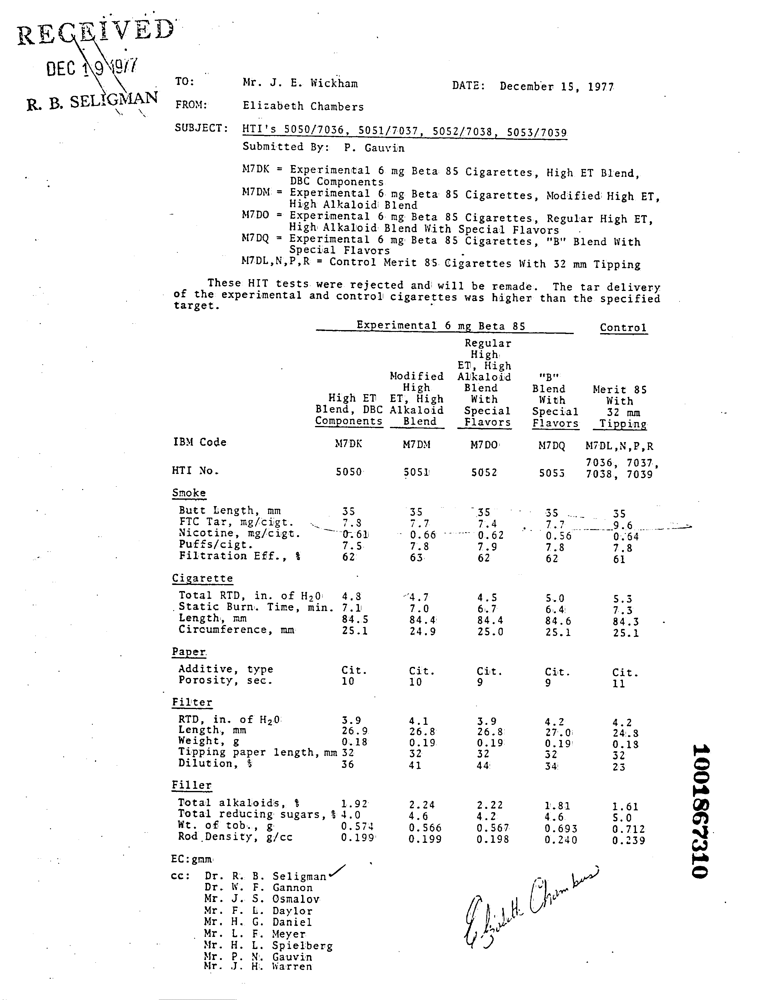 RECEIVED
DEC 19 1977
R. B. SELIGMAN
TO: Mr. J. E. Wickham DATE: December 15, 1977
FROM: Elizabeth Chambers
SUBJECT: HTI's 5050/7036, 5051/7037, 5052/7038, 5053/7039
Submitted By: P. Gauvin
M7DK = Experimental 6 mg Beta 85 Cigarettes, High ET Blend,
DBC Components
M7DM = Experimental 6 mg Beta 85 Cigarettes, Modified High ET,
High Alkaloid Blend
M7DO = Experimental 6 mg Beta 85 Cigarettes, Regular High ET,
High Alkaloid Blend With Special Flavors
M7DQ = Experimental 6 mg Beta 85 Cigarettes, "B" Blend With
Special Flavors
M7DL,N,P,R = Control Merit 85 Cigarettes With 32 mm Tipping
These HIT tests were rejected and will be remade. The tar delivery
of the experimental and control cigarettes was higher than the specified
target.
Experimental 6 mg Beta 85 Control
Regular
High
ET, High
Modified Alkaloid "B"
High Blend Blend Merit 85
High ET ET, High With With With
Blend, DBC Alkaloid Special Special 32 mm
Components Blend Flavors Flavors Tipping
IBM Code M7DK M7DM M7DO M7DQ M7DL,N,P,R
7036, 7037,
HTI No. 5050 5051 5052 5053 7038, 7039
Smoke
Butt Length, mm 35 35 35 35 35
FTC Tar, mg/cigt. 7.8 7.7 7.4 7.7 9.6
Nicotine, mg/cigt. 0.61 0.66 0.62 0.56 0.64
Puffs/cigt. 7.5 7.8 7.9 7.8 7.8
Filtration Eff., % 62 63 62 62 61
Cigarette
Total RTD, in. of H2O 4.8 4.7 4.5 5.0 5.3
Static Burn. Time, min. 7.1 7.0 6.7 6.4 7.3
Length, mm 84.5 84.4 84.4 84.6 84.3
Circumference, mm 25.1 24.9 25.0 25.1 25.1
Paper
Additive, type Cit. Cit. Cit. Cit. Cit.
Porosity, sec. 10 10 9 9 11
Filter
RTD, in. of H2O 3.9 4.1 3.9 4.2 4.2
Length, mm 26.9 26.8 26.8 27.0 24.8
Weight, g 0.18 0.19 0.19 0.19 0.18
Tipping paper length, mm 32 32 32 32 32
Dilution, % 36 41 44 34 23
Filler
Total alkaloids, % 1.92 2.24 2.22 1.81 1.61
Total reducing sugars, % 4.0 4.6 4.2 4.6 5.0
Wt. of tob., g 0.574 0.566 0.567 0.693 0.712
Rod Density, g/cc 0.199 0.199 0.198 0.240 0.239
EC:gmm
cc: Dr. R. B. Seligman
Dr. W. F. Gannon
Mr. J. S. Osmalov
Mr. F. L. Daylor
Mr. H. G. Daniel
Mr. L. F. Meyer
Mr. H. L. Spielberg
Mr. P. N. Gauvin
Mr. J. H. Warren
Elizabeth Chambers
1001867310